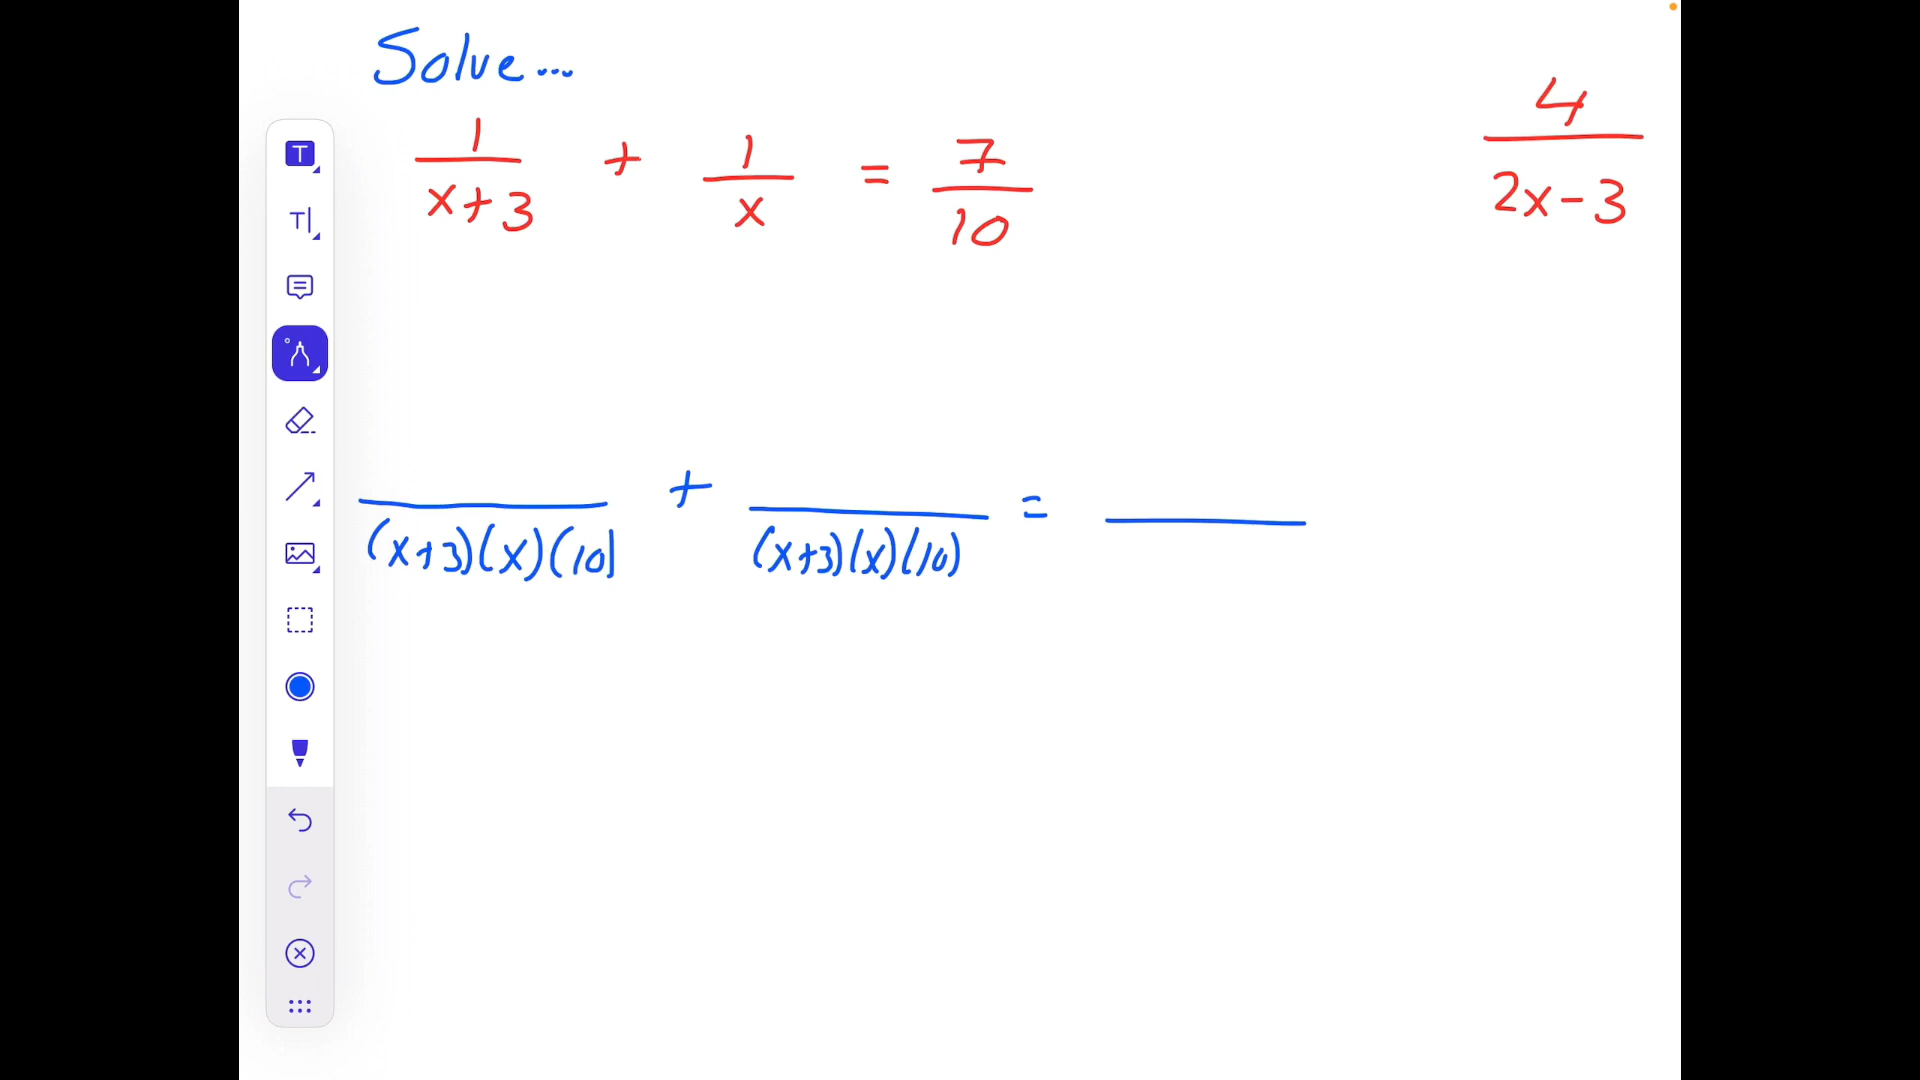 Solve...
1/(x+3) + 1/x = 7/10
4/(2x-3)
/(x+3)(x)(10) + /(x+3)(x)(10) =